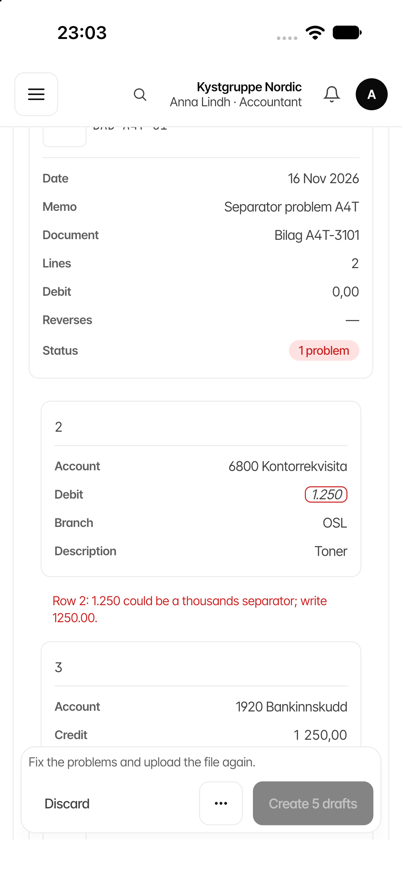 23:03
Kystgruppe Nordic
Anna Lindh · Accountant
A
Date 16 Nov 2026
Memo Separator problem A4T
Document Bilag A4T-3101
Lines 2
Debit 0,00
Reverses —
Status 1 problem
2
Account 6800 Kontorrekvisita
Debit 1.250
Branch OSL
Description Toner
Row 2: 1.250 could be a thousands separator; write
1250.00.
3
Account 1920 Bankinnskudd
Credit 1 250,00
Fix the problems and upload the file again.
Discard ••• Create 5 drafts